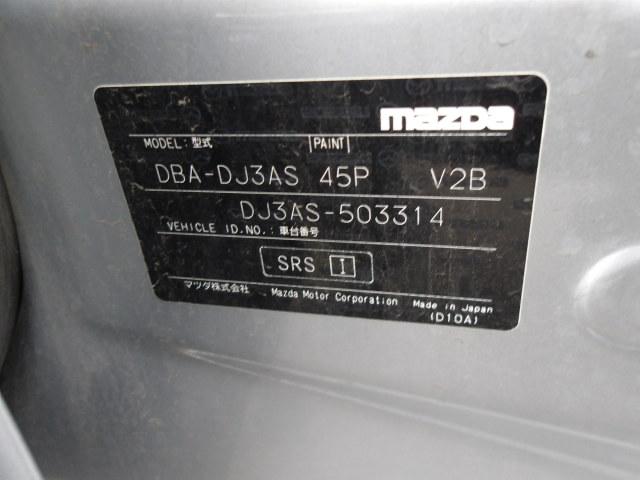 mazda
MODEL: 型式 PAINT
DBA-DJ3AS 45P V2B
DJ3AS-503314
VEHICLE ID.NO.: 車台番号
SRS I
マツダ株式会社 Mazda Motor Corporation Made in Japan
(D10A)